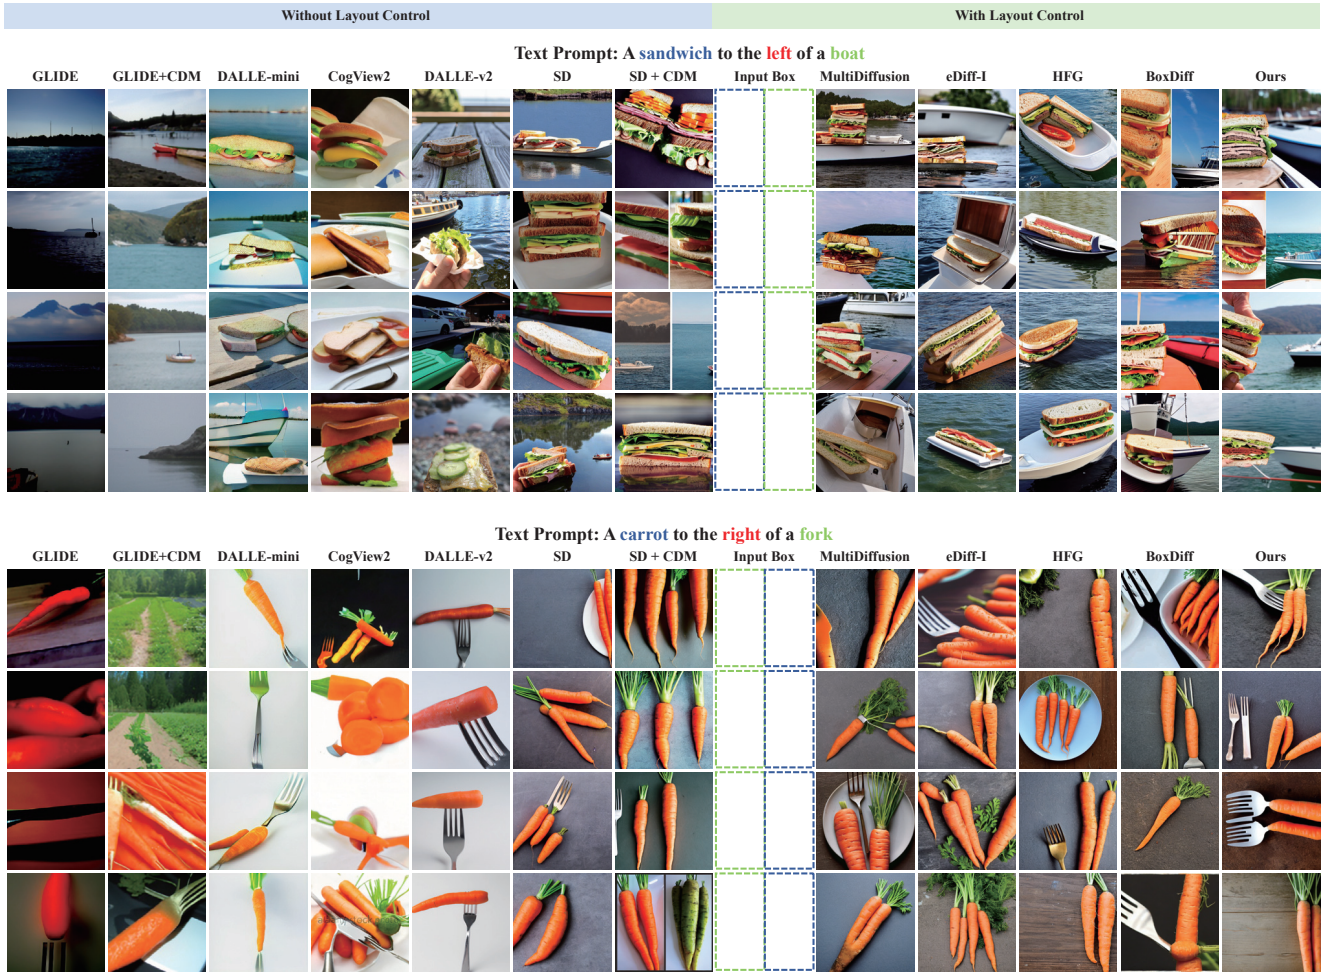 Without Layout Control With Layout Control
Text Prompt: A sandwich to the left of a boat
GLIDE GLIDE+CDM DALLE-mini CogView2 DALLE-v2 SD SD + CDM Input Box MultiDiffusion eDiff-I HFG BoxDiff Ours
Text Prompt: A carrot to the right of a fork
GLIDE GLIDE+CDM DALLE-mini CogView2 DALLE-v2 SD SD + CDM Input Box MultiDiffusion eDiff-I HFG BoxDiff Ours